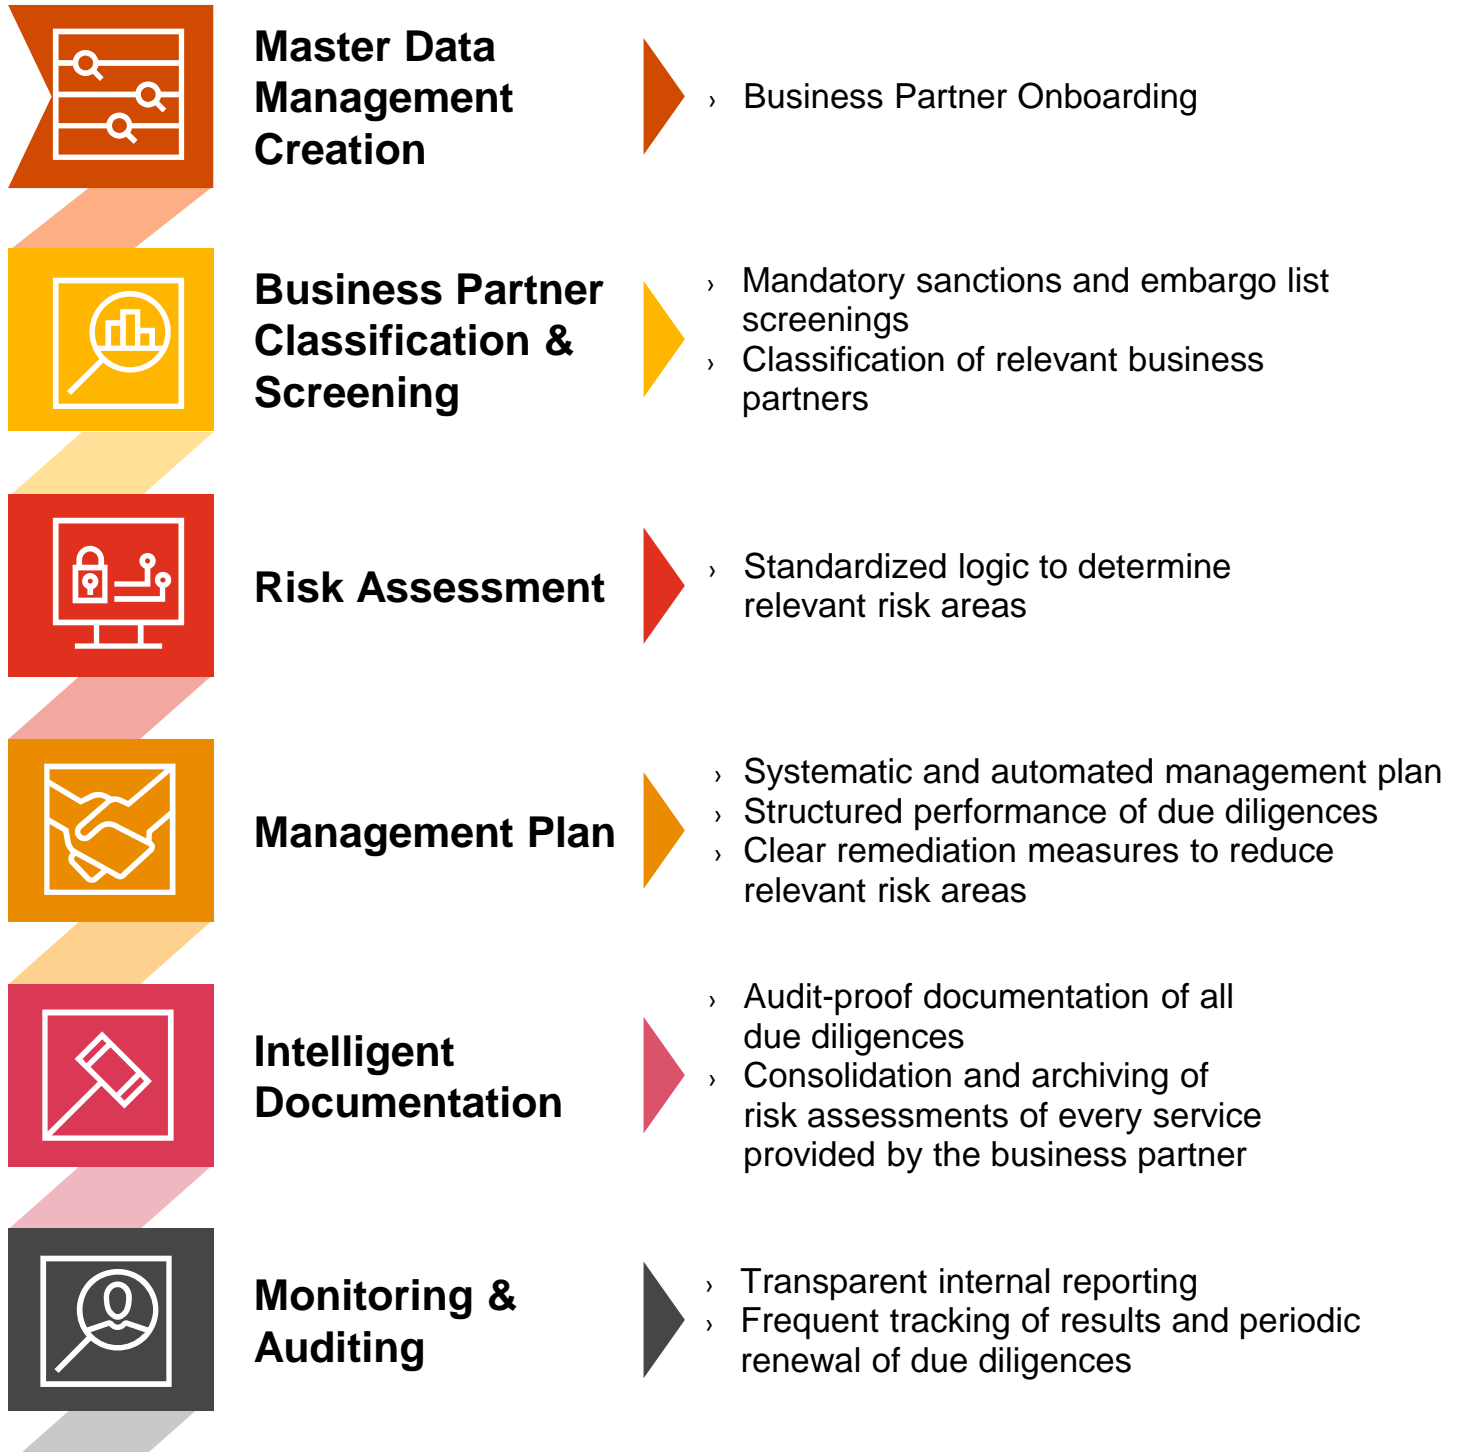 Master Data
Management
Creation
› Business Partner Onboarding
Business Partner
Classification &
Screening
› Mandatory sanctions and embargo list
screenings
› Classification of relevant business
partners
Risk Assessment
› Standardized logic to determine
relevant risk areas
Management Plan
› Systematic and automated management plan
› Structured performance of due diligences
› Clear remediation measures to reduce
relevant risk areas
Intelligent
Documentation
› Audit-proof documentation of all
due diligences
› Consolidation and archiving of
risk assessments of every service
provided by the business partner
Monitoring &
Auditing
› Transparent internal reporting
› Frequent tracking of results and periodic
renewal of due diligences